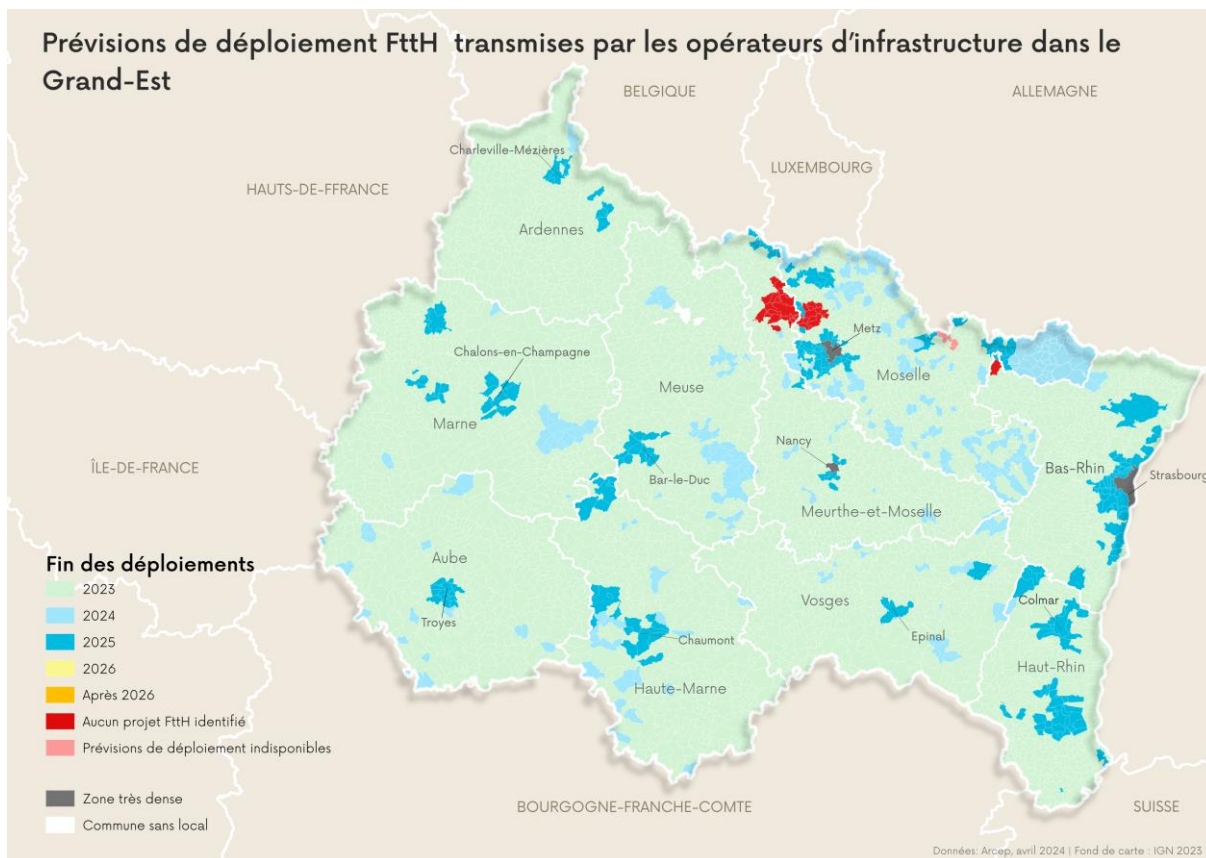 Prévisions de déploiement FttH transmises par les opérateurs d'infrastructure dans le
Grand-Est
BELGIQUE
ALLEMAGNE
LUXEMBOURG
HAUTS-DE-FFRANCE
Charleville-Mézières
Ardennes
Metz
Chalons-en-Champagne
Meuse
Moselle
Marne
Nancy
ÎLE-DE-FRANCE
Bas-Rhin
Strasbourg
Bar-le-Duc
Meurthe-et-Moselle
Aube
Vosges
Colmar
Troyes
Chaumont
Epinal
Haut-Rhin
Haute-Marne
Fin des déploiements
2023
2024
2025
2026
Après 2026
Aucun projet FttH identifié
Prévisions de déploiement indisponibles
Zone très dense
Commune sans local
BOURGOGNE-FRANCHE-COMTE
SUISSE
Données: Arcep, avril 2024 | Fond de carte : IGN 2023